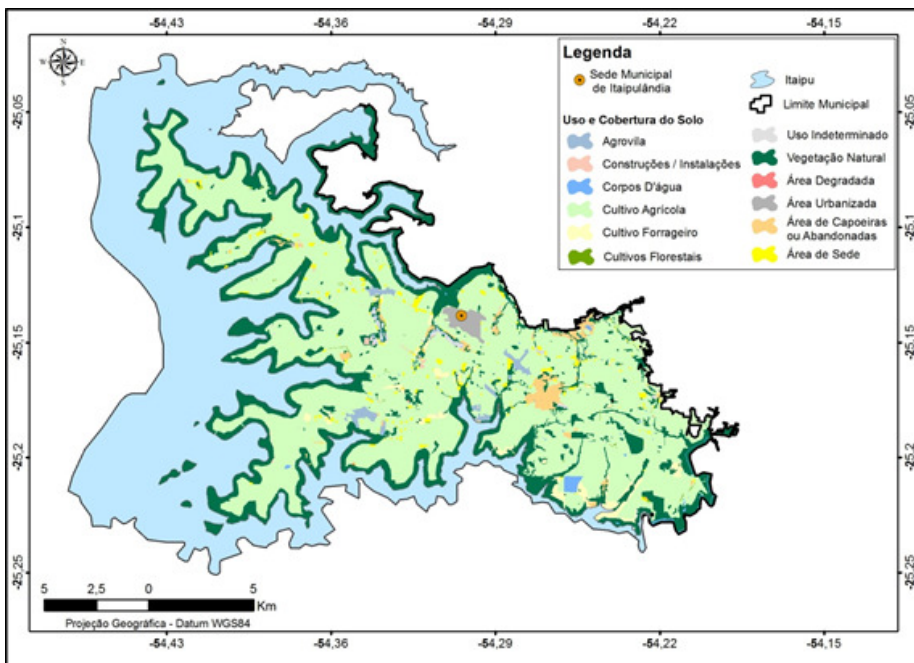 -54,43 -54,36 -54,29 -54,22 -54,15
N
W E
S
-25,05 -25,05
-25,1 -25,1
-25,15 -25,15
-25,2 -25,2
-25,25 -25,25
Legenda
Sede Municipal
de Itaipulândia
Uso e Cobertura do Solo
Agrovila
Construções / Instalações
Corpos D'água
Cultivo Agrícola
Cultivo Forrageiro
Cultivos Florestais
Itaipu
Limite Municipal
Uso Indeterminado
Vegetação Natural
Área Degradada
Área Urbanizada
Área de Capoeiras
ou Abandonadas
Área de Sede
5 2,5 0 5
Km
Projeção Geográfica - Datum WGS84
-54,43 -54,36 -54,29 -54,22 -54,15